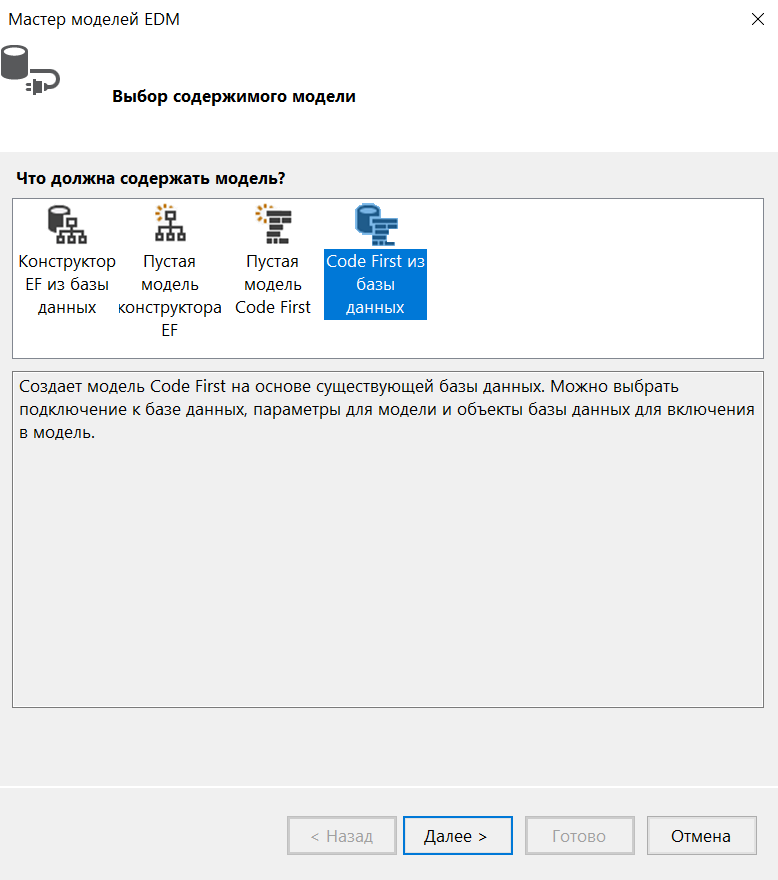 Мастер моделей EDM
Выбор содержимого модели
Что должна содержать модель?
Конструктор
EF из базы
данных
Пустая
модель
конструктора
EF
Пустая
модель
Code First
Code First из
базы
данных
Создает модель Code First на основе существующей базы данных. Можно выбрать
подключение к базе данных, параметры для модели и объекты базы данных для включения
в модель.
< Назад
Далее >
Готово
Отмена